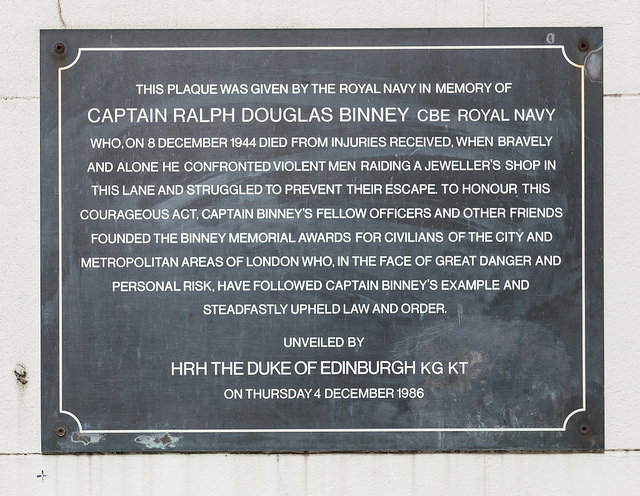 THIS PLAQUE WAS GIVEN BY THE ROYAL NAVY IN MEMORY OF
CAPTAIN RALPH DOUGLAS BINNEY CBE ROYAL NAVY
WHO, ON 8 DECEMBER 1944 DIED FROM INJURIES RECEIVED, WHEN BRAVELY
AND ALONE HE CONFRONTED VIOLENT MEN RAIDING A JEWELLER'S SHOP IN
THIS LANE AND STRUGGLED TO PREVENT THEIR ESCAPE. TO HONOUR THIS
COURAGEOUS ACT, CAPTAIN BINNEY'S FELLOW OFFICERS AND OTHER FRIENDS
FOUNDED THE BINNEY MEMORIAL AWARDS FOR CIVILIANS OF THE CITY AND
METROPOLITAN AREAS OF LONDON WHO, IN THE FACE OF GREAT DANGER AND
PERSONAL RISK, HAVE FOLLOWED CAPTAIN BINNEY'S EXAMPLE AND
STEADFASTLY UPHELD LAW AND ORDER.
UNVEILED BY
HRH THE DUKE OF EDINBURGH KG KT
ON THURSDAY 4 DECEMBER 1986